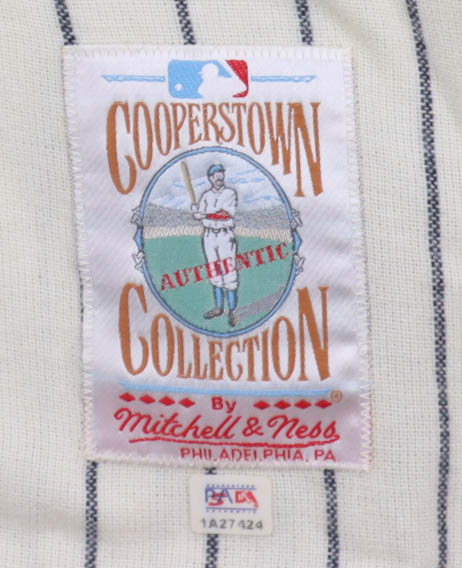 COOPERSTOWN
AUTHENTIC
COLLECTION
®
By
Mitchell & Ness
PHILADELPHIA, PA
PSA
1A27424